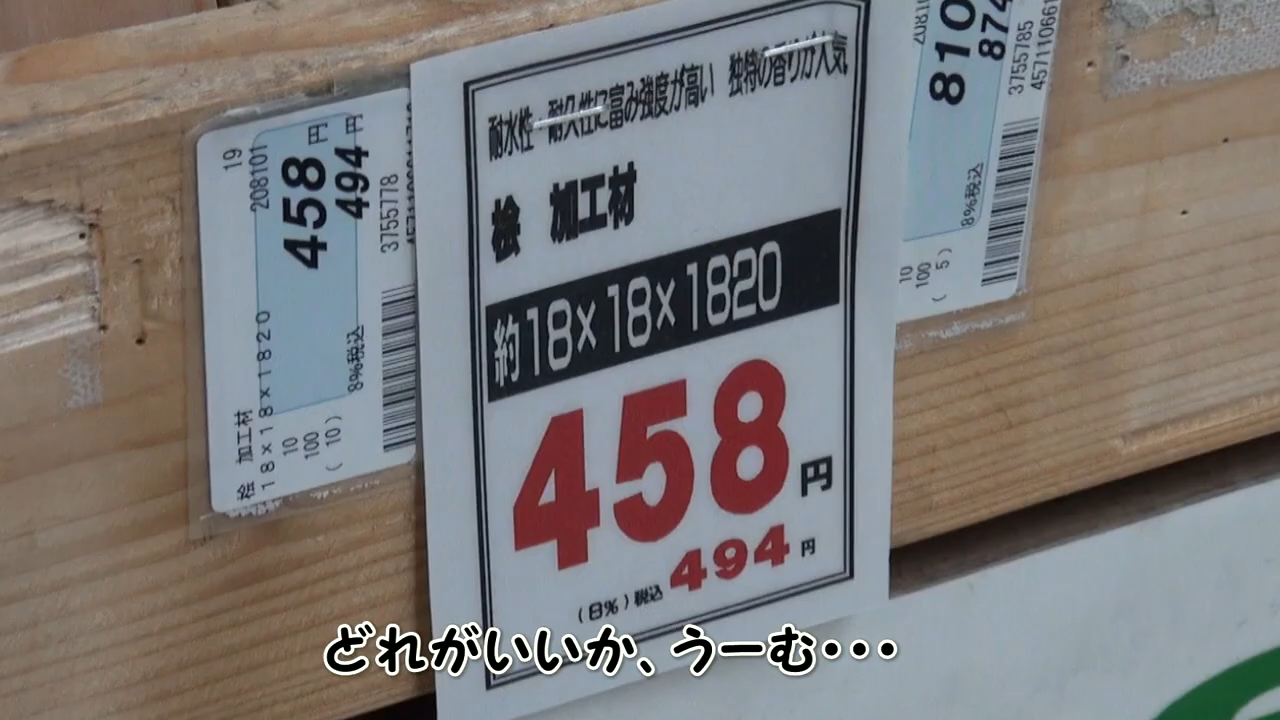 19
208101
458円
494円
3755778
8%税込
桧 加工材
18×18×1820
10
100
(10)
耐水性・耐久性に富み強度が高い 独特の香りが人気
桧 加工材
約18×18×1820
458円
(8%)税込 494円
810
874
3755785
8%税込
10
100
(5)
どれがいいか、うーむ・・・